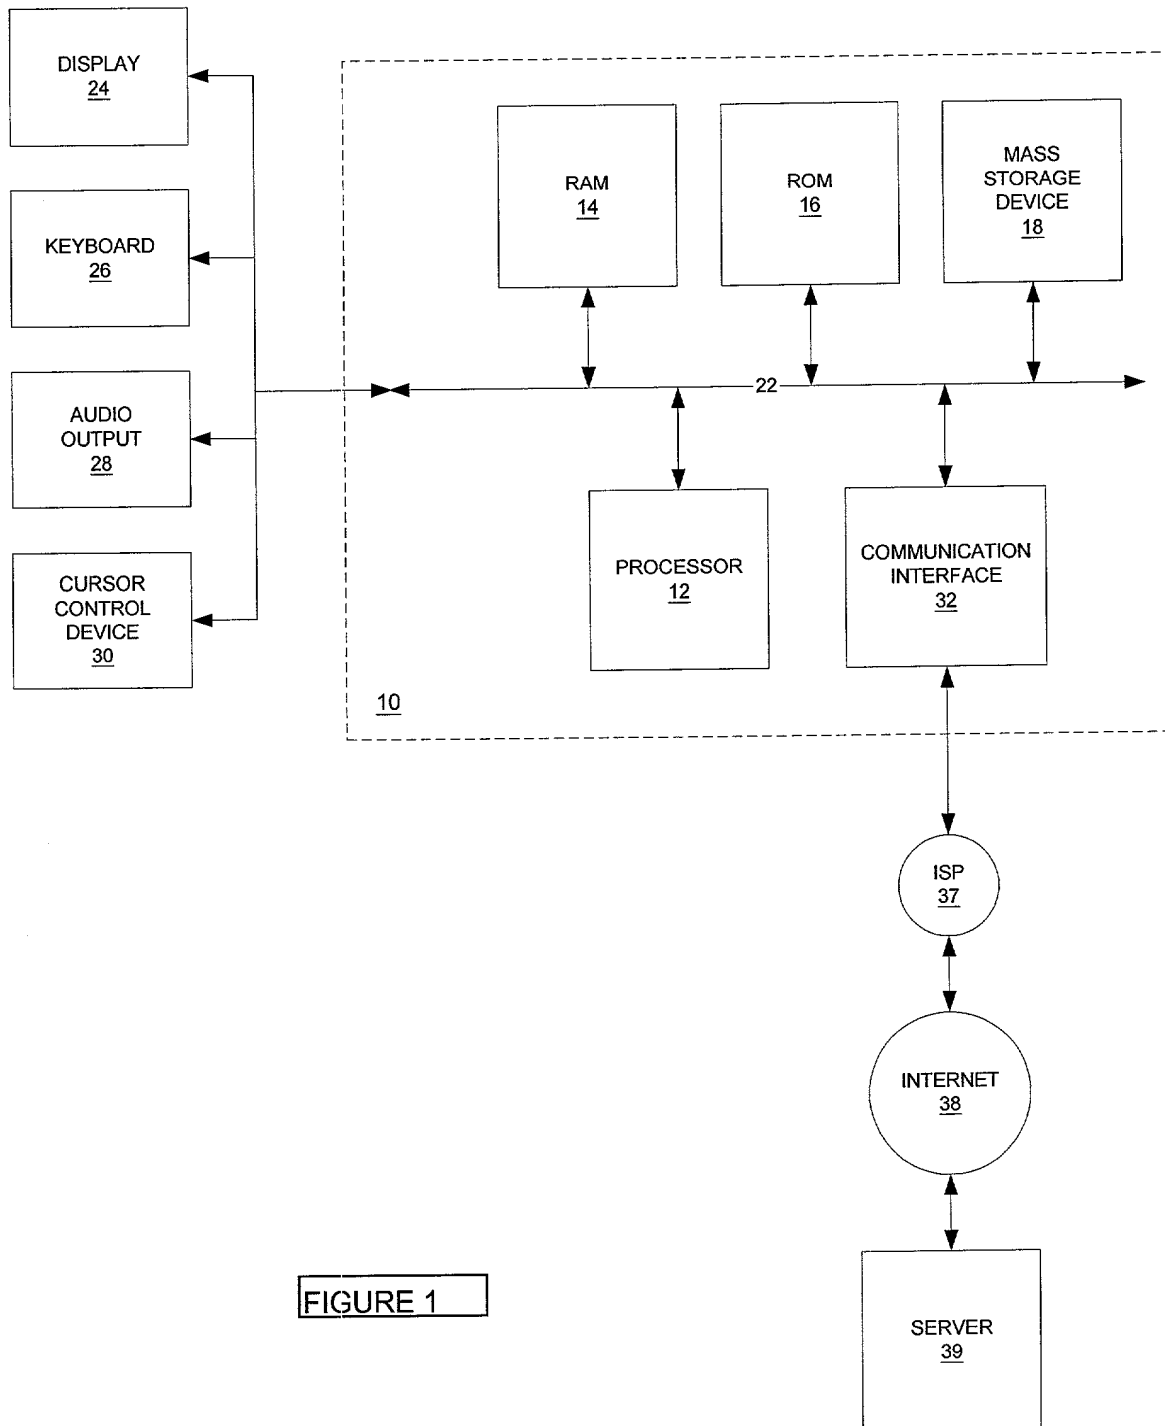 DISPLAY
24
KEYBOARD
26
AUDIO
OUTPUT
28
CURSOR
CONTROL
DEVICE
30
RAM
14
ROM
16
MASS
STORAGE
DEVICE
18
22
PROCESSOR
12
COMMUNICATION
INTERFACE
32
10
ISP
37
INTERNET
38
SERVER
39
FIGURE 1